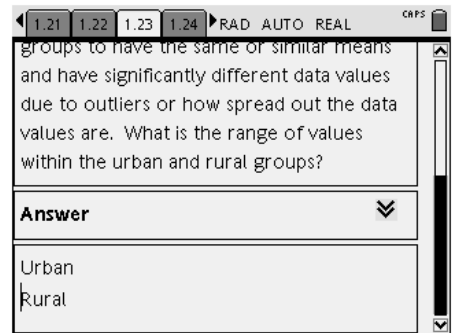 1.21 1.22 1.23 1.24 RAD AUTO REAL CAPS
groups to have the same or similar means
and have significantly different data values
due to outliers or how spread out the data
values are. What is the range of values
within the urban and rural groups?
Answer
Urban
Rural